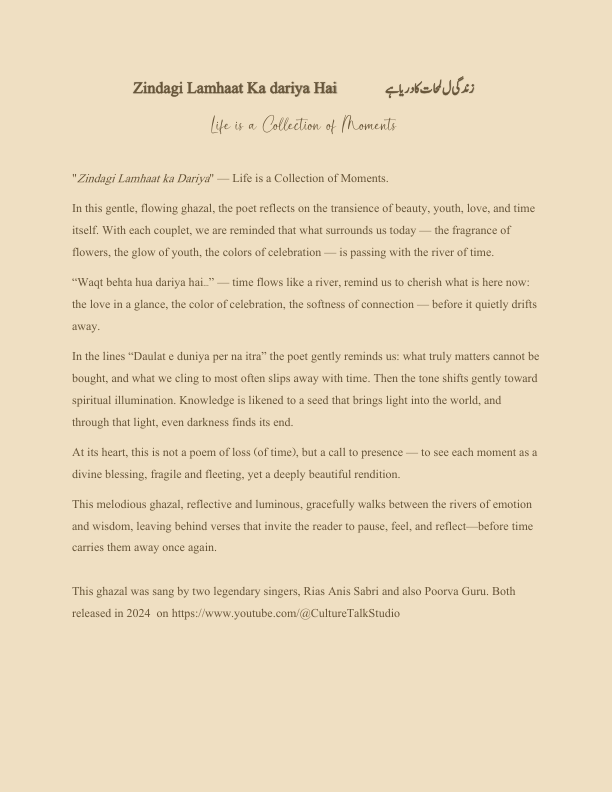 Zindagi Lamhaat Ka dariya Hai زندگی ل لمحات کا دریا ہے
Life is a Collection of Moments
"Zindagi Lamhaat ka Dariya" — Life is a Collection of Moments.
In this gentle, flowing ghazal, the poet reflects on the transience of beauty, youth, love, and time
itself. With each couplet, we are reminded that what surrounds us today — the fragrance of
flowers, the glow of youth, the colors of celebration — is passing with the river of time.
“Waqt behta hua dariya hai..” — time flows like a river, remind us to cherish what is here now:
the love in a glance, the color of celebration, the softness of connection — before it quietly drifts
away.
In the lines “Daulat e duniya per na itra” the poet gently reminds us: what truly matters cannot be
bought, and what we cling to most often slips away with time. Then the tone shifts gently toward
spiritual illumination. Knowledge is likened to a seed that brings light into the world, and
through that light, even darkness finds its end.
At its heart, this is not a poem of loss (of time), but a call to presence — to see each moment as a
divine blessing, fragile and fleeting, yet a deeply beautiful rendition.
This melodious ghazal, reflective and luminous, gracefully walks between the rivers of emotion
and wisdom, leaving behind verses that invite the reader to pause, feel, and reflect—before time
carries them away once again.
This ghazal was sang by two legendary singers, Rias Anis Sabri and also Poorva Guru. Both
released in 2024  on https://www.youtube.com/@CultureTalkStudio